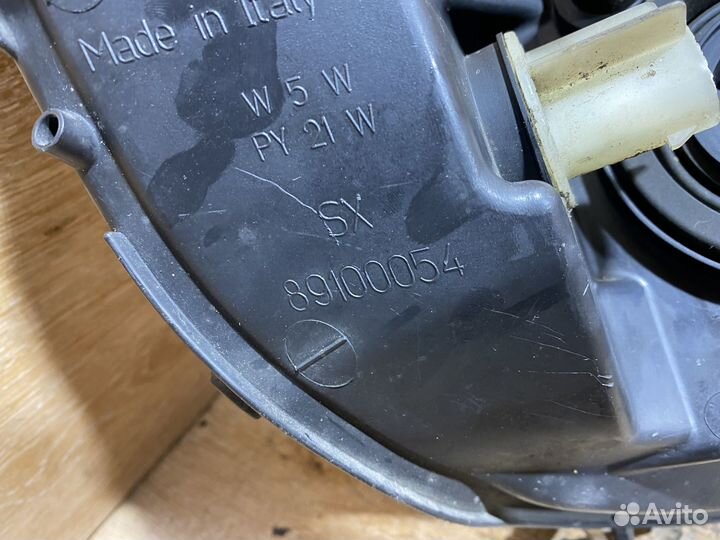 Made in Italy
W 5 W
PY 21 W
SX
89100054
Avito